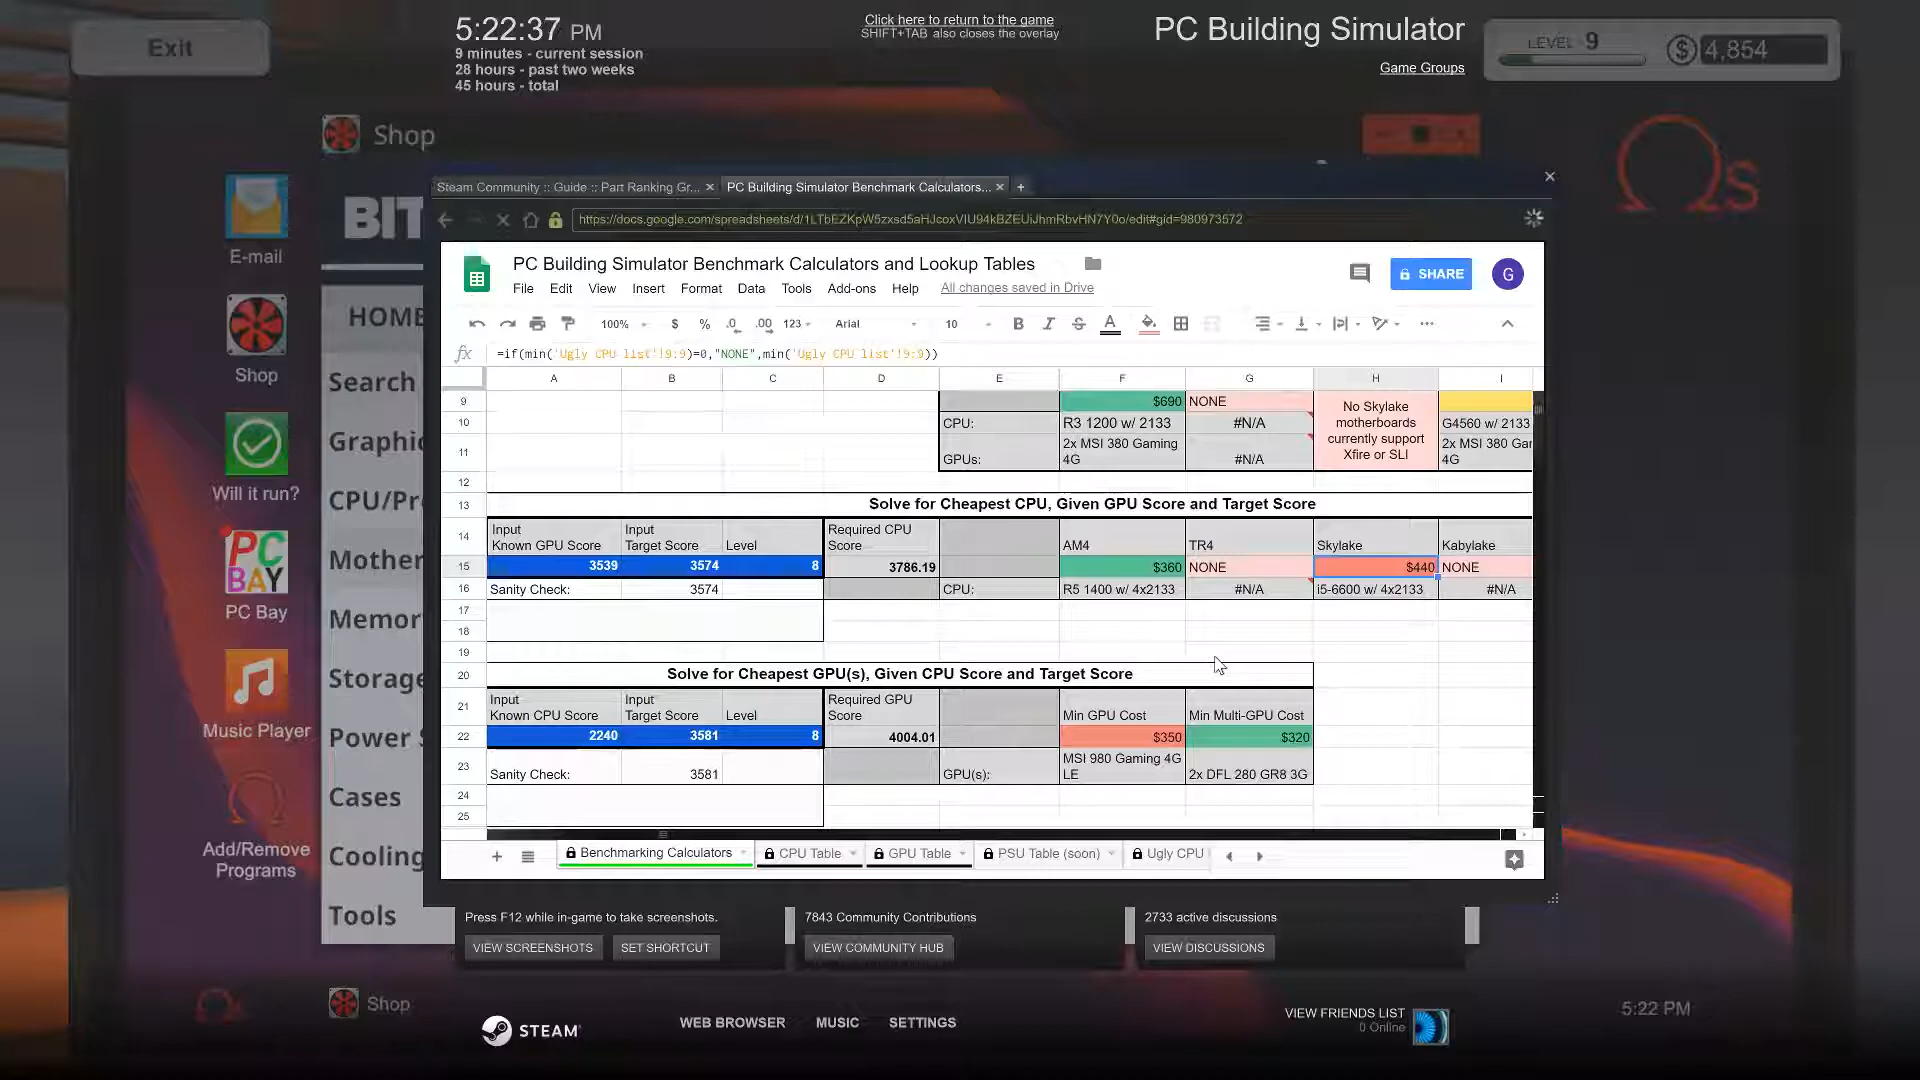 Exit
5:22:37 PM
9 minutes - current session
28 hours - past two weeks
45 hours - total
Click here to return to the game
SHIFT+TAB also closes the overlay
PC Building Simulator
Game Groups
LEVEL 9
$ 4,854
Shop
Steam Community :: Guide :: Part Ranking Gr...
PC Building Simulator Benchmark Calculators...
https://docs.google.com/spreadsheets/d/1LTbEZKpW5zxsd5aHJcoxVIU94kBZEUiJhmRbvHN7Y0o/edit#gid=980973572
BIT
E-mail
Shop
Will it run?
PC BAY
PC Bay
Music Player
Add/Remove
Programs
HOME
Search
Graphic
CPU/Pr
Mother
Memor
Storage
Power S
Cases
Cooling
Tools
PC Building Simulator Benchmark Calculators and Lookup Tables
File Edit View Insert Format Data Tools Add-ons Help All changes saved in Drive
SHARE
G
100% $ % .0 .00 123 Arial 10 B I S A
fx =if(min('Ugly CPU list'!9:9)=0,"NONE",min('Ugly CPU list'!9:9))
A B C D E F G H I
9 $690 NONE
No Skylake
motherboards
currently support
Xfire or SLI
10 CPU: R3 1200 w/ 2133 #N/A G4560 w/ 2133
11 GPUs: 2x MSI 380 Gaming
4G #N/A 2x MSI 380 Gar
4G
12
13 Solve for Cheapest CPU, Given GPU Score and Target Score
14 Input
Known GPU Score Input
Target Score Level Required CPU
Score AM4 TR4 Skylake Kabylake
15 3539 3574 8 3786.19 $360 NONE $440 NONE
16 Sanity Check: 3574 CPU: R5 1400 w/ 4x2133 #N/A i5-6600 w/ 4x2133 #N/A
17
18
19
20 Solve for Cheapest GPU(s), Given CPU Score and Target Score
21 Input
Known CPU Score Input
Target Score Level Required GPU
Score Min GPU Cost Min Multi-GPU Cost
22 2240 3581 8 4004.01 $350 $320
23 Sanity Check: 3581 GPU(s): MSI 980 Gaming 4G
LE 2x DFL 280 GR8 3G
24
25
Benchmarking Calculators CPU Table GPU Table PSU Table (soon) Ugly CPU
Press F12 while in-game to take screenshots.
VIEW SCREENSHOTS SET SHORTCUT
7843 Community Contributions
VIEW COMMUNITY HUB
2733 active discussions
VIEW DISCUSSIONS
Shop
STEAM
WEB BROWSER MUSIC SETTINGS
VIEW FRIENDS LIST
0 Online
5:22 PM